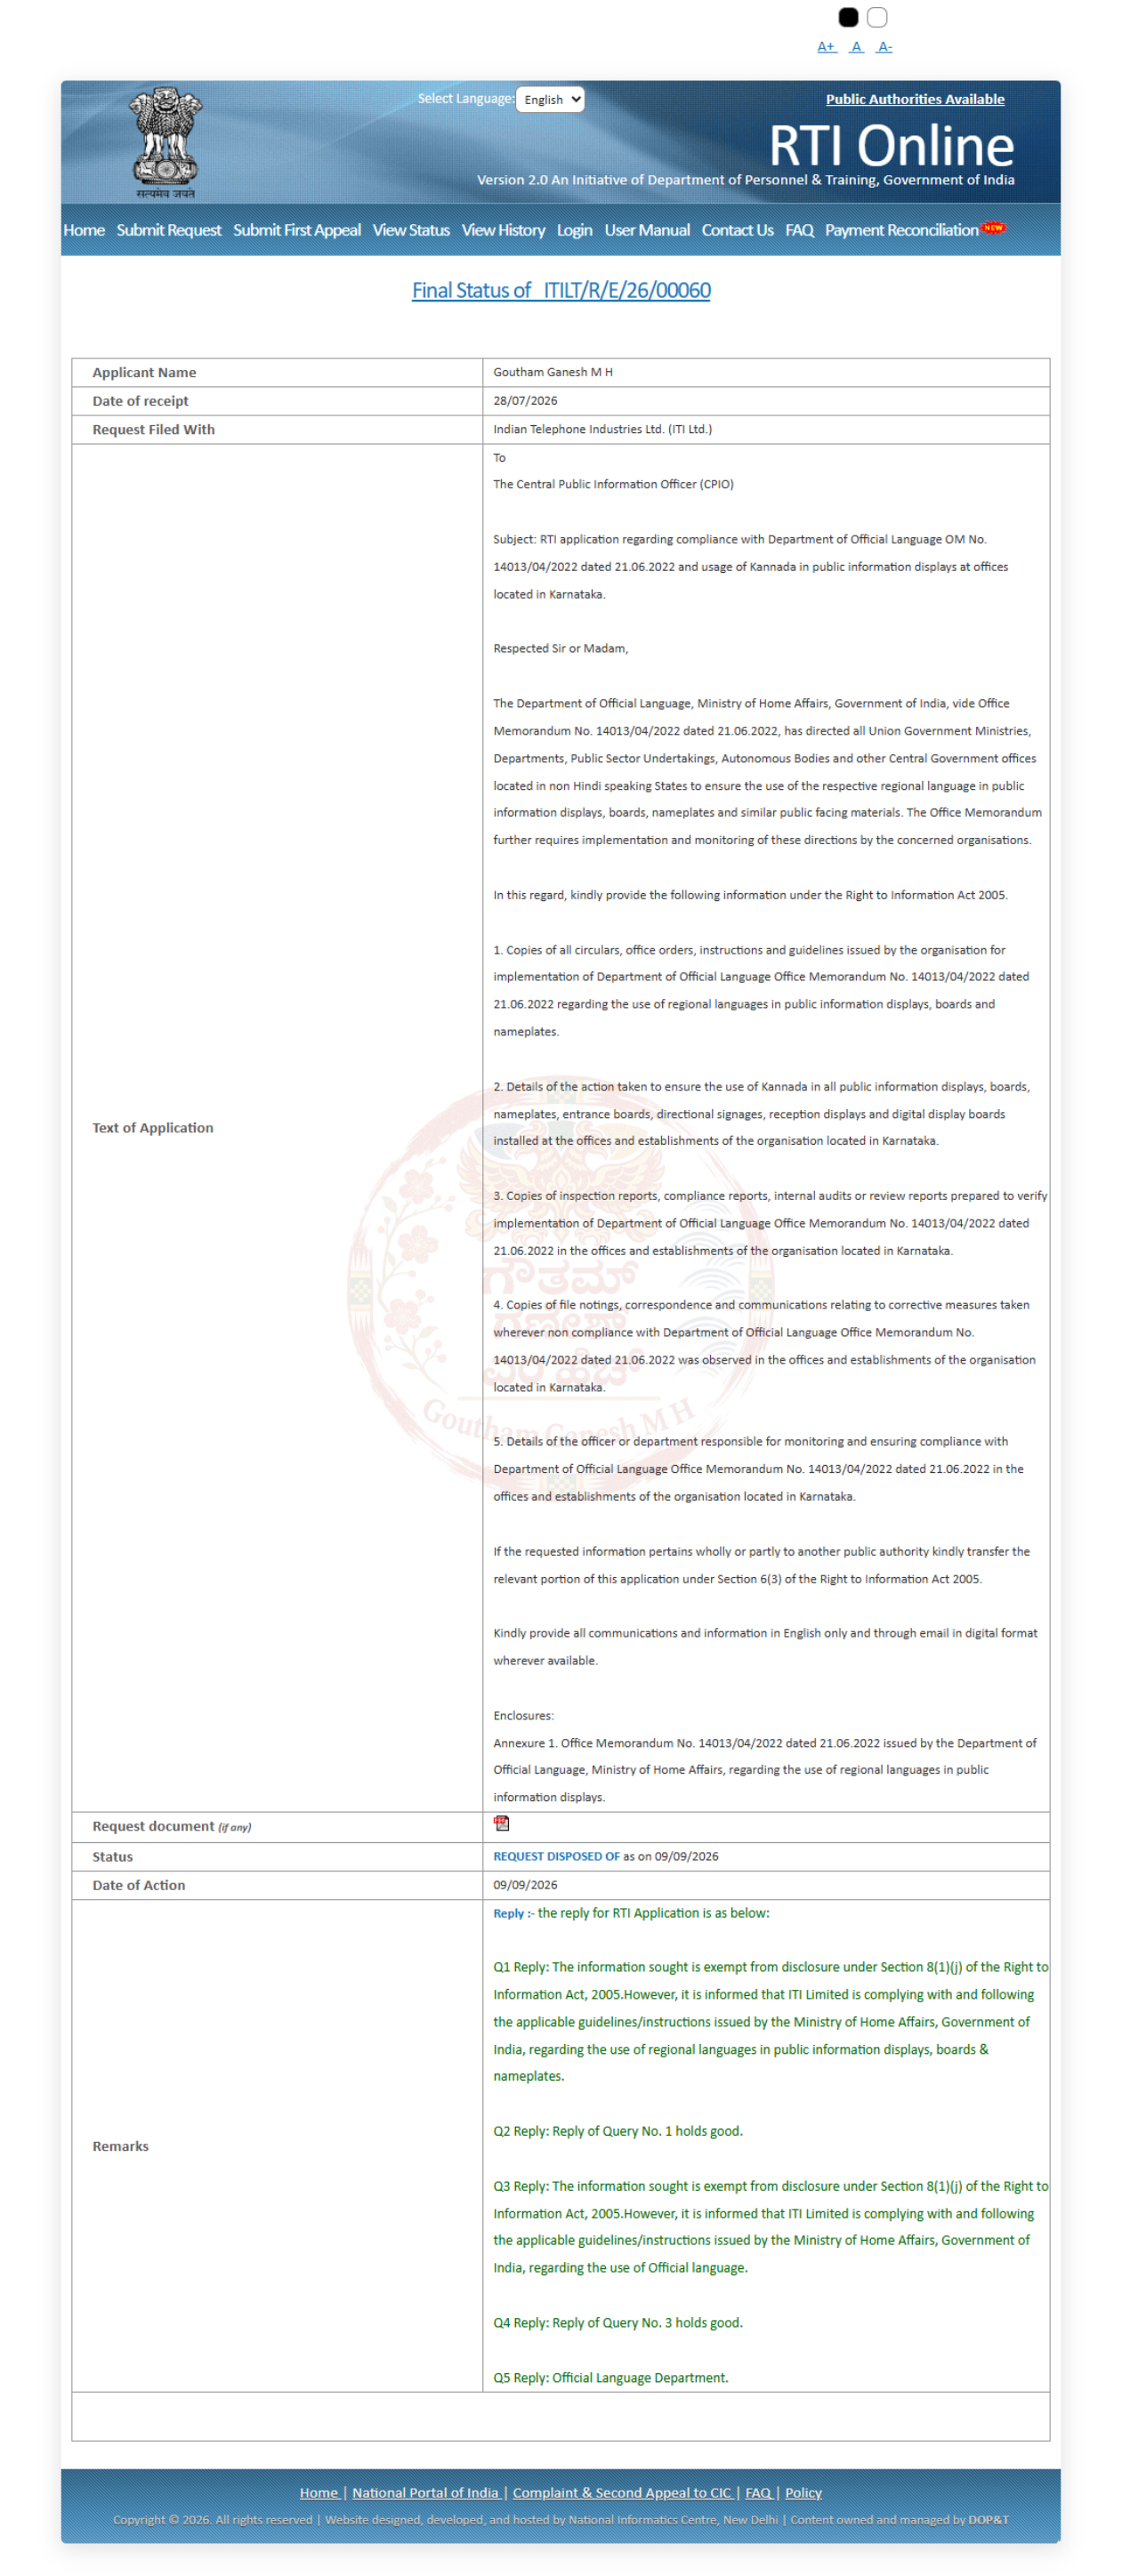 A+ A A-
Select Language: English
Public Authorities Available
RTI Online
Version 2.0 An Initiative of Department of Personnel & Training, Government of India
सत्यमेव जयते
Home Submit Request Submit First Appeal View Status View History Login User Manual Contact Us FAQ Payment Reconciliation NEW
Final Status of ITILT/R/E/26/00060
Applicant Name Goutham Ganesh M H
Date of receipt 28/07/2026
Request Filed With Indian Telephone Industries Ltd. (ITI Ltd.)
Text of Application
To
The Central Public Information Officer (CPIO)
Subject: RTI application regarding compliance with Department of Official Language OM No.
14013/04/2022 dated 21.06.2022 and usage of Kannada in public information displays at offices
located in Karnataka.
Respected Sir or Madam,
The Department of Official Language, Ministry of Home Affairs, Government of India, vide Office
Memorandum No. 14013/04/2022 dated 21.06.2022, has directed all Union Government Ministries,
Departments, Public Sector Undertakings, Autonomous Bodies and other Central Government offices
located in non Hindi speaking States to ensure the use of the respective regional language in public
information displays, boards, nameplates and similar public facing materials. The Office Memorandum
further requires implementation and monitoring of these directions by the concerned organisations.
In this regard, kindly provide the following information under the Right to Information Act 2005.
1. Copies of all circulars, office orders, instructions and guidelines issued by the organisation for
implementation of Department of Official Language Office Memorandum No. 14013/04/2022 dated
21.06.2022 regarding the use of regional languages in public information displays, boards and
nameplates.
2. Details of the action taken to ensure the use of Kannada in all public information displays, boards,
nameplates, entrance boards, directional signages, reception displays and digital display boards
installed at the offices and establishments of the organisation located in Karnataka.
3. Copies of inspection reports, compliance reports, internal audits or review reports prepared to verify
implementation of Department of Official Language Office Memorandum No. 14013/04/2022 dated
21.06.2022 in the offices and establishments of the organisation located in Karnataka.
4. Copies of file notings, correspondence and communications relating to corrective measures taken
wherever non compliance with Department of Official Language Office Memorandum No.
14013/04/2022 dated 21.06.2022 was observed in the offices and establishments of the organisation
located in Karnataka.
5. Details of the officer or department responsible for monitoring and ensuring compliance with
Department of Official Language Office Memorandum No. 14013/04/2022 dated 21.06.2022 in the
offices and establishments of the organisation located in Karnataka.
If the requested information pertains wholly or partly to another public authority kindly transfer the
relevant portion of this application under Section 6(3) of the Right to Information Act 2005.
Kindly provide all communications and information in English only and through email in digital format
wherever available.
Enclosures:
Annexure 1. Office Memorandum No. 14013/04/2022 dated 21.06.2022 issued by the Department of
Official Language, Ministry of Home Affairs, regarding the use of regional languages in public
information displays.
ಗೌತಮ್
ಗಣೇಶ್
ಎಂ ಹೆಚ್
Goutham Ganesh M H
Request document (if any)
Status REQUEST DISPOSED OF as on 09/09/2026
Date of Action 09/09/2026
Remarks
Reply :- the reply for RTI Application is as below:
Q1 Reply: The information sought is exempt from disclosure under Section 8(1)(j) of the Right to
Information Act, 2005.However, it is informed that ITI Limited is complying with and following
the applicable guidelines/instructions issued by the Ministry of Home Affairs, Government of
India, regarding the use of regional languages in public information displays, boards &
nameplates.
Q2 Reply: Reply of Query No. 1 holds good.
Q3 Reply: The information sought is exempt from disclosure under Section 8(1)(j) of the Right to
Information Act, 2005.However, it is informed that ITI Limited is complying with and following
the applicable guidelines/instructions issued by the Ministry of Home Affairs, Government of
India, regarding the use of Official language.
Q4 Reply: Reply of Query No. 3 holds good.
Q5 Reply: Official Language Department.
Home | National Portal of India | Complaint & Second Appeal to CIC | FAQ | Policy
Copyright © 2026. All rights reserved | Website designed, developed, and hosted by National Informatics Centre, New Delhi | Content owned and managed by DOP&T